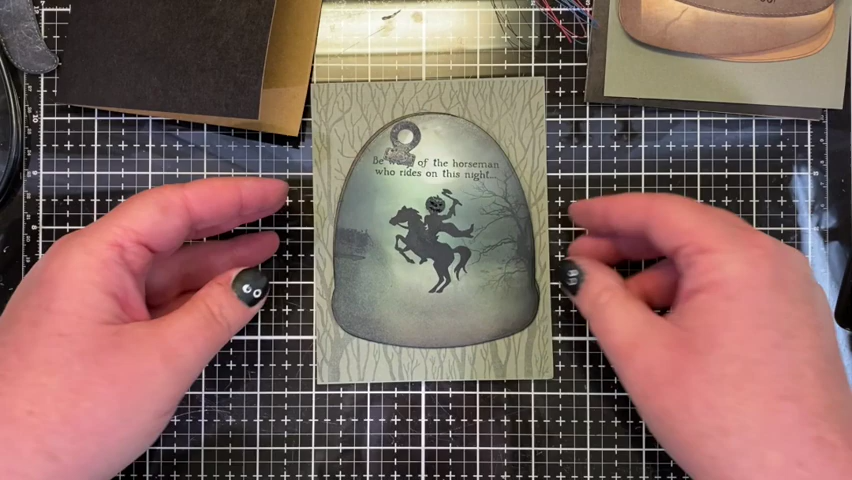 Be of the horseman
who rides on this night...